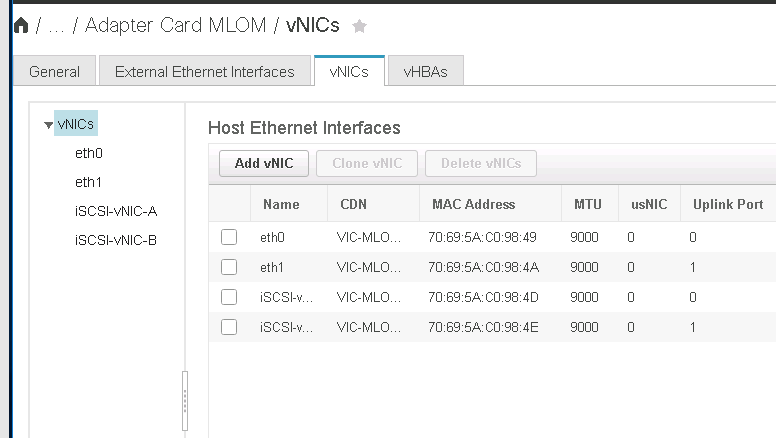 / ... / Adapter Card MLOM / vNICs
General External Ethernet Interfaces vNICs vHBAs
vNICs
eth0
eth1
iSCSI-vNIC-A
iSCSI-vNIC-B
Host Ethernet Interfaces
Add vNIC Clone vNIC Delete vNICs
Name CDN MAC Address MTU usNIC Uplink Port
eth0 VIC-MLO... 70:69:5A:C0:98:49 9000 0 0
eth1 VIC-MLO... 70:69:5A:C0:98:4A 9000 0 1
iSCSI-v... VIC-MLO... 70:69:5A:C0:98:4D 9000 0 0
iSCSI-v... VIC-MLO... 70:69:5A:C0:98:4E 9000 0 1